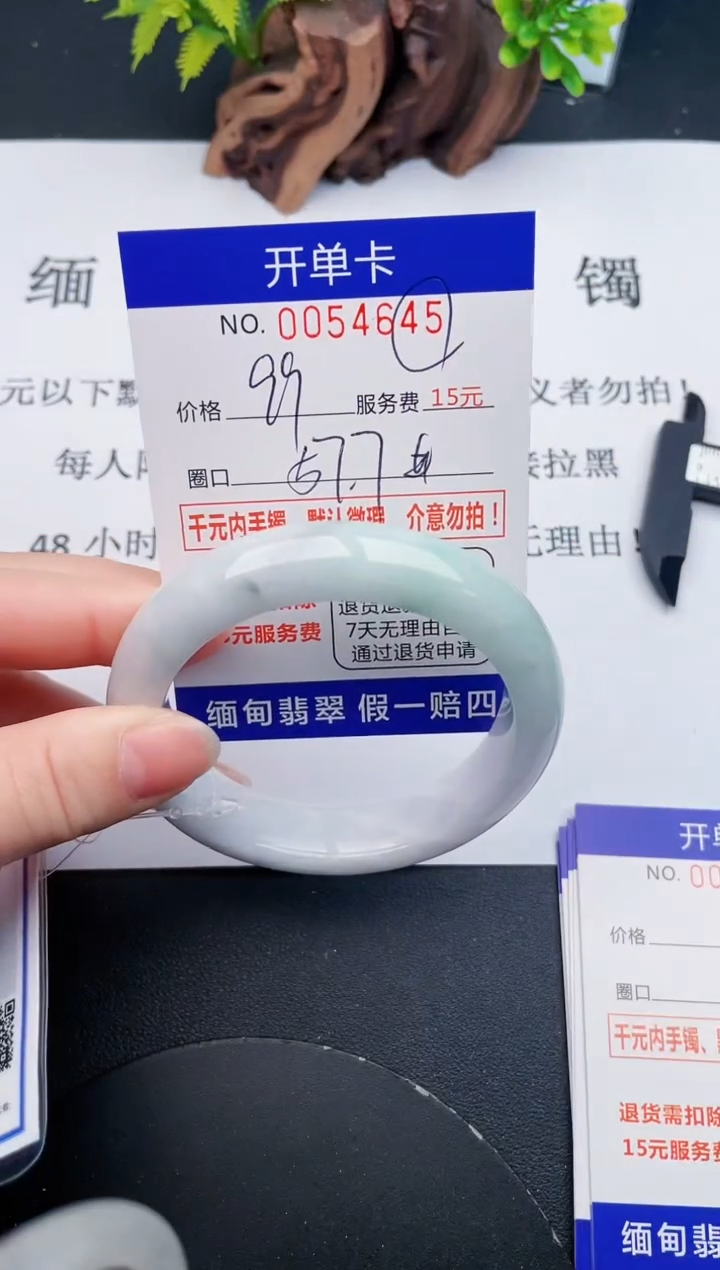 开单卡
缅 镯
NO. 0054645
价格 99 服务费 15元
元以下 义者勿拍!
每人 接拉黑
圈口 57.7
千元内手镯、默认微瑕 介意勿拍!
48 小时 无理由!
退货
元服务费 7天无理由
通过退货申请
缅甸翡翠 假一赔四
开单
NO. 00
价格
圈口
千元内手镯、
退货需扣除
15元服务费
缅甸翡